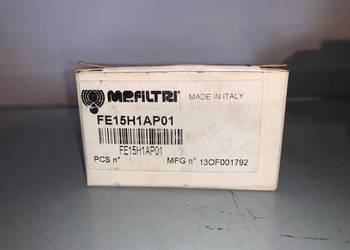 MP.FILTRI® MADE IN ITALY
FE15H1AP01
FE15H1AP01
PCS n° MFG n° 13OF001792